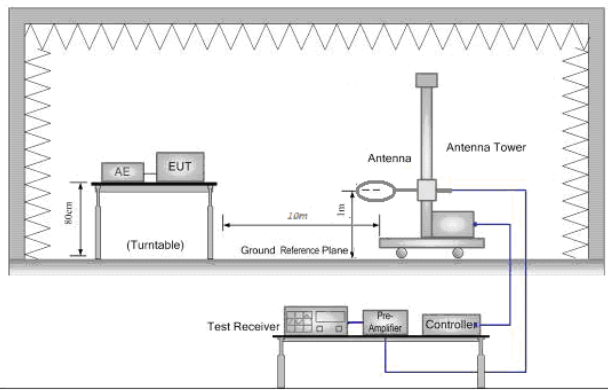 Antenna
Antenna Tower
AE
EUT
80cm
(Turntable)
10m
1m
Ground Reference Plane
Test Receiver
Pre-
Amplifier
Controller